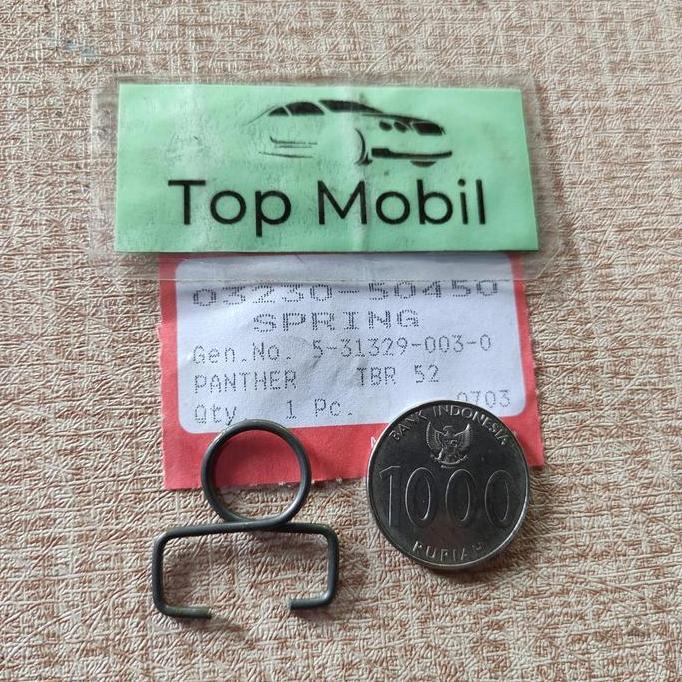 Top Mobil
03230-50450
SPRING
Gen.No. 5-31329-003-0
PANTHER TBR 52
Qty 1 Pc. 0703
BANK INDONESIA
1000
RUPIAH